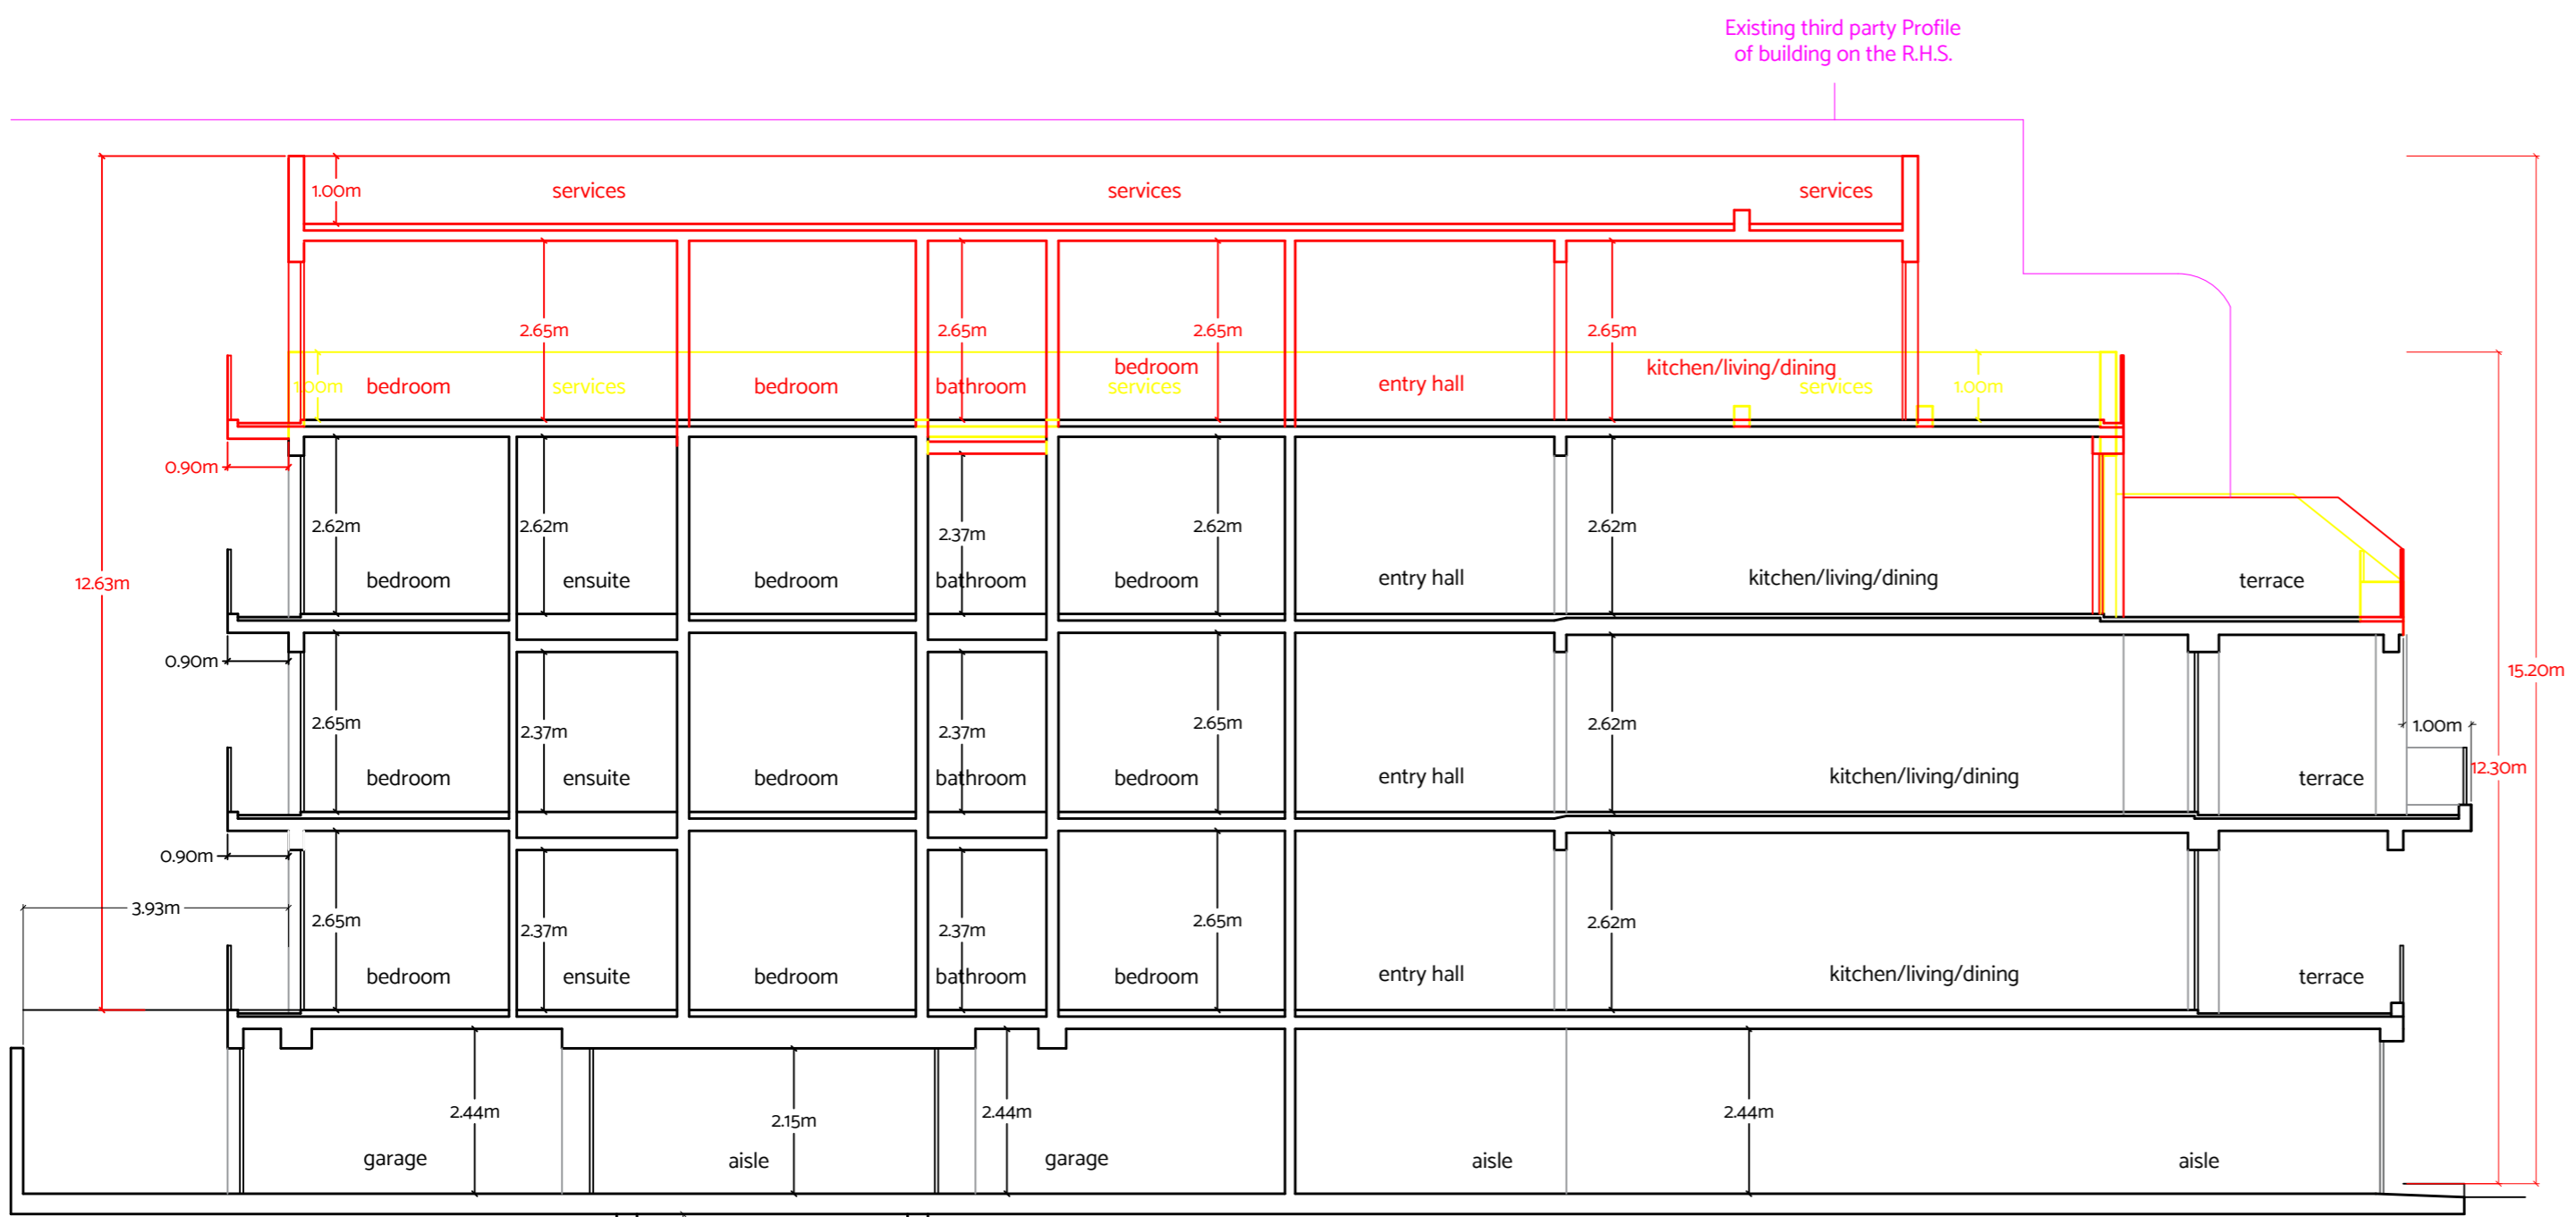 Existing third party Profile
of building on the R.H.S.
1.00m services services services
2.65m 2.65m 2.65m 2.65m
bedroom kitchen/living/dining
1.00m bedroom services bedroom bathroom services entry hall services 1.00m
0.90m
2.62m 2.62m 2.37m 2.62m 2.62m
12.63m bedroom ensuite bedroom bathroom bedroom entry hall kitchen/living/dining terrace
0.90m
15.20m
2.65m 2.37m 2.37m 2.65m 2.62m 1.00m
bedroom ensuite bedroom bathroom bedroom entry hall kitchen/living/dining terrace 12.30m
0.90m
3.93m
2.65m 2.37m 2.37m 2.65m 2.62m
bedroom ensuite bedroom bathroom bedroom entry hall kitchen/living/dining terrace
2.44m 2.15m 2.44m 2.44m
garage aisle garage aisle aisle